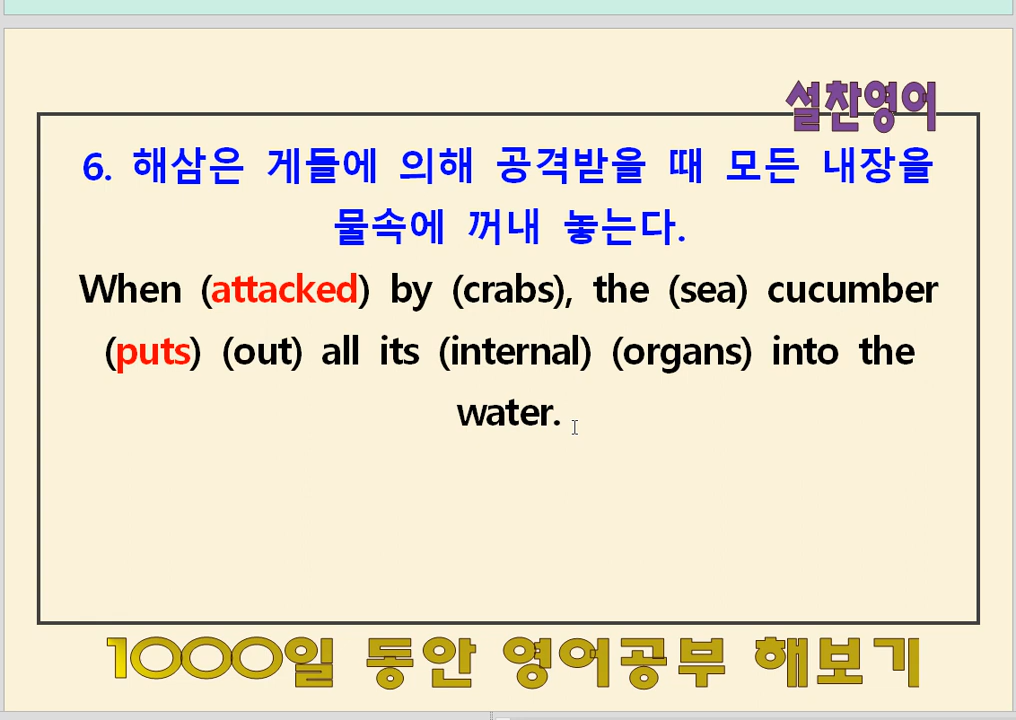 설찬영어
6. 해삼은 게들에 의해 공격받을 때 모든 내장을
물속에 꺼내 놓는다.
When (attacked) by (crabs), the (sea) cucumber
(puts) (out) all its (internal) (organs) into the
water.
1000일 동안 영어공부 해보기